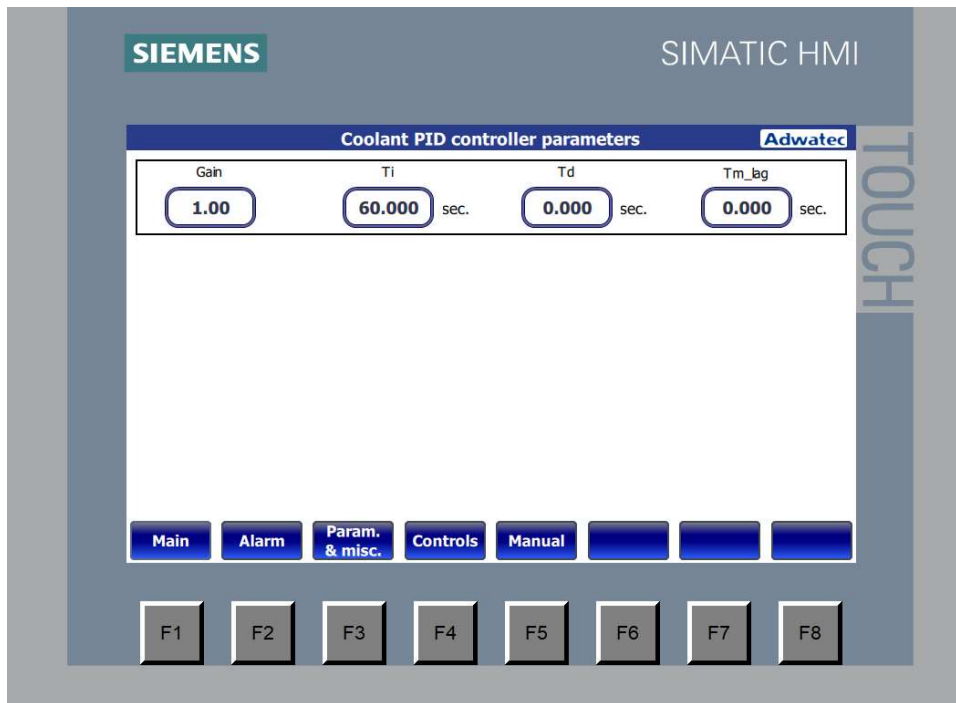 SIEMENS
SIMATIC HMI
TOUCH
Coolant PID controller parameters
Adwatec
Gain
Ti
Td
Tm_lag
1.00
60.000 sec.
0.000 sec.
0.000 sec.
Main
Alarm
Param.
& misc.
Controls
Manual
F1
F2
F3
F4
F5
F6
F7
F8